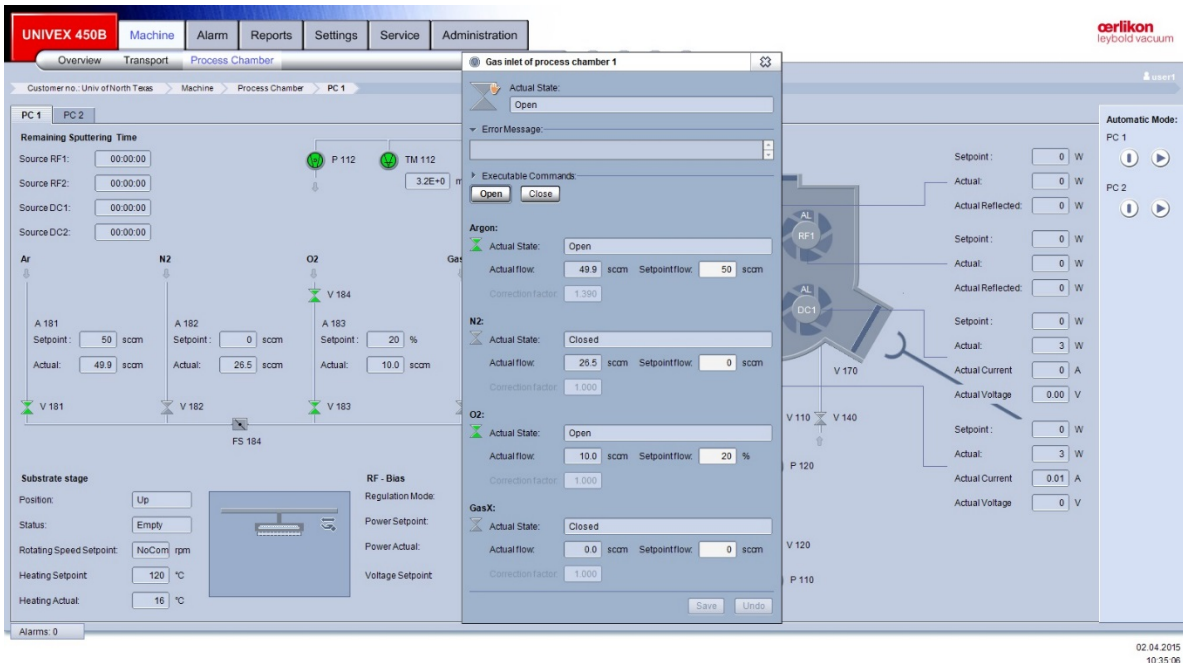 UNIVEX 450B
Machine Alarm Reports Settings Service Administration
œrlikon
leybold vacuum
Overview Transport Process Chamber
user1
Customer no.: Univ of North Texas Machine Process Chamber PC 1
PC 1 PC 2
Remaining Sputtering Time
Source RF1: 00:00:00
Source RF2: 00:00:00
Source DC1: 00:00:00
Source DC2: 00:00:00
P 112 TM 112
3.2E+0
Ar N2 O2 Gas
V 184
A 181 A 182 A 183
Setpoint: 50 sccm Setpoint: 0 sccm Setpoint: 20 %
Actual: 49.9 sccm Actual: 26.5 sccm Actual: 10.0 sccm
V 181 V 182 V 183
FS 184
Substrate stage
Position: Up
Status: Empty
Rotating Speed Setpoint: NoCom rpm
Heating Setpoint: 120 °C
Heating Actual: 16 °C
RF - Bias
Regulation Mode:
Power Setpoint:
Power Actual:
Voltage Setpoint
Alarms: 0
Gas inlet of process chamber 1
Actual State:
Open
Error Message:
Executable Commands:
Open Close
Argon:
Actual State: Open
Actual flow: 49.9 sccm Setpoint flow: 50 sccm
Correction factor: 1.390
N2:
Actual State: Closed
Actual flow: 26.5 sccm Setpoint flow: 0 sccm
Correction factor: 1.000
O2:
Actual State: Open
Actual flow: 10.0 sccm Setpoint flow: 20 %
Correction factor: 1.000
GasX:
Actual State: Closed
Actual flow: 0.0 sccm Setpoint flow: 0 sccm
Correction factor: 1.000
Save Undo
AL
RF1
AL
DC1
V 170
V 110 V 140
P 120
V 120
P 110
Setpoint: 0 W
Actual: 0 W
Actual Reflected: 0 W
Setpoint: 0 W
Actual: 0 W
Actual Reflected: 0 W
Setpoint: 0 W
Actual: 3 W
Actual Current 0 A
Actual Voltage 0.00 V
Setpoint: 0 W
Actual: 3 W
Actual Current 0.01 A
Actual Voltage 0 V
Automatic Mode:
PC 1
PC 2
02.04.2015
10:35:06